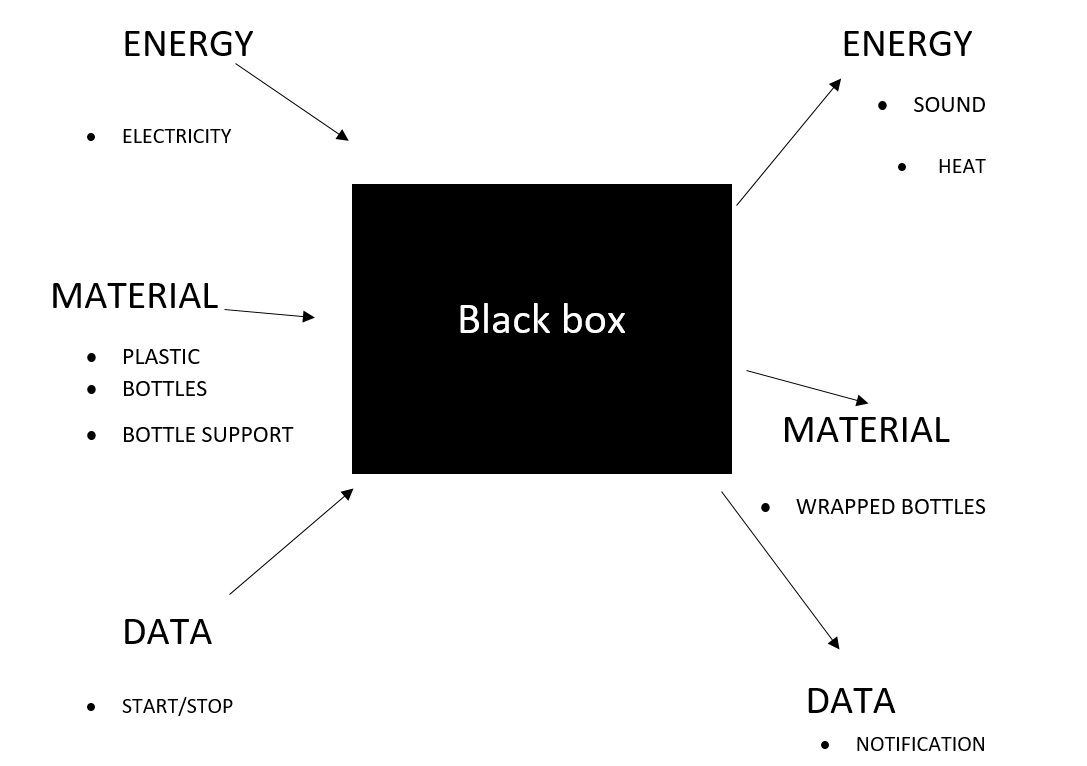 ENERGY
• ELECTRICITY
MATERIAL
• PLASTIC
• BOTTLES
• BOTTLE SUPPORT
DATA
• START/STOP
Black box
ENERGY
• SOUND
• HEAT
MATERIAL
• WRAPPED BOTTLES
DATA
• NOTIFICATION